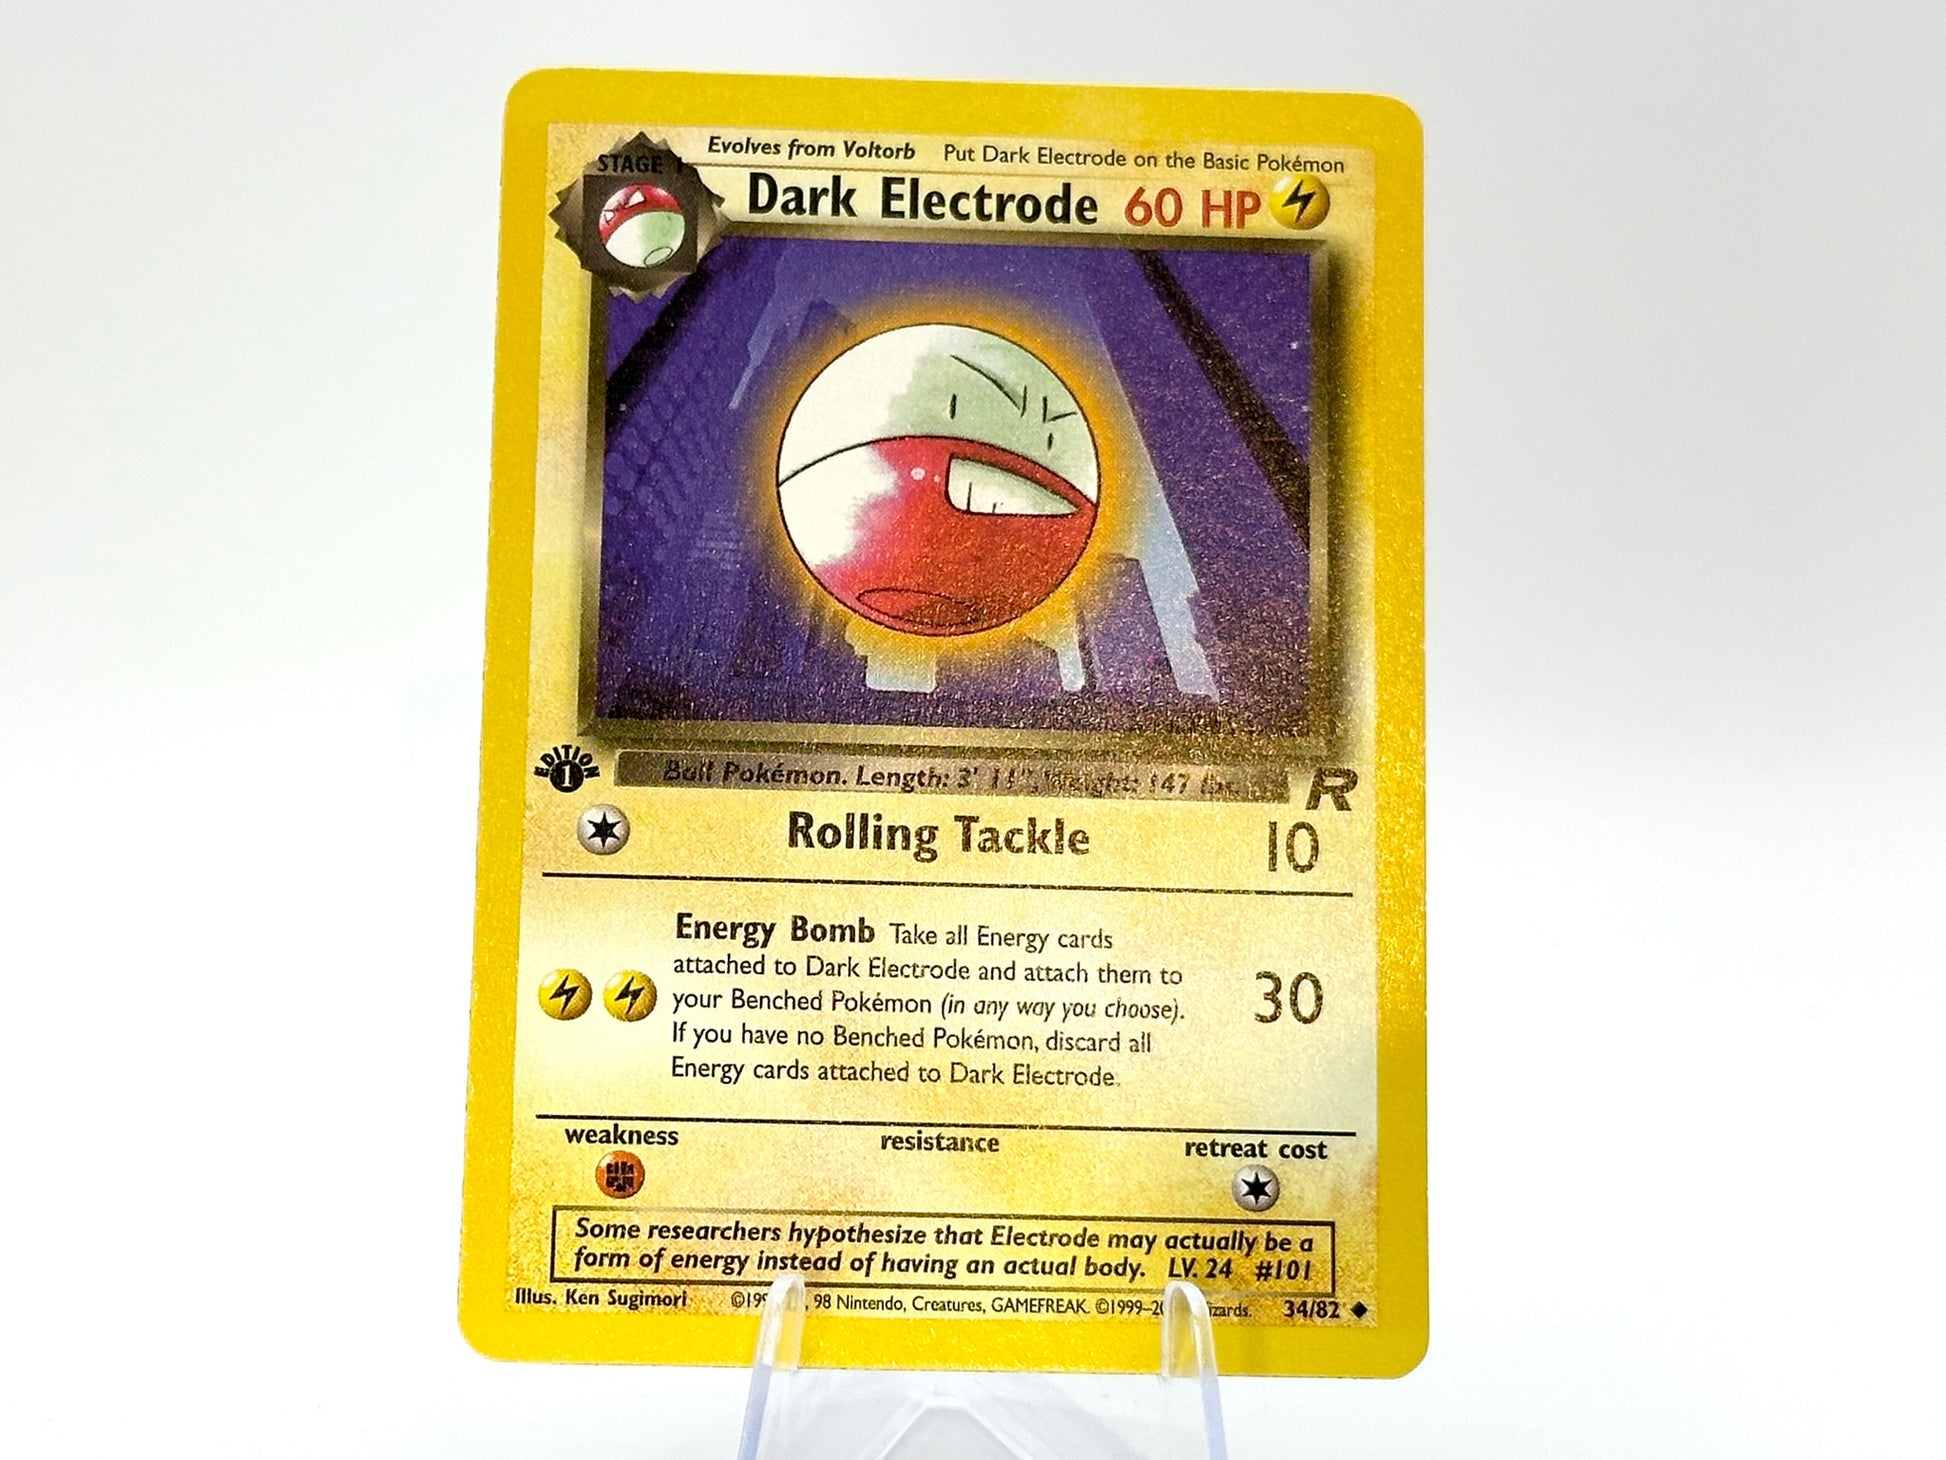 Evolves from Voltorb Put Dark Electrode on the Basic Pokémon
STAGE 1
Dark Electrode 60 HP
EDITION
1
Ball Pokémon. Length: 3' 11", Weight: 147 lbs.
R
Rolling Tackle 10
Energy Bomb Take all Energy cards
attached to Dark Electrode and attach them to
your Benched Pokémon (in any way you choose).
If you have no Benched Pokémon, discard all
Energy cards attached to Dark Electrode.
30
weakness resistance retreat cost
Some researchers hypothesize that Electrode may actually be a
form of energy instead of having an actual body. LV. 24 #101
Illus. Ken Sugimori 98 Nintendo, Creatures, GAMEFREAK. 34/82